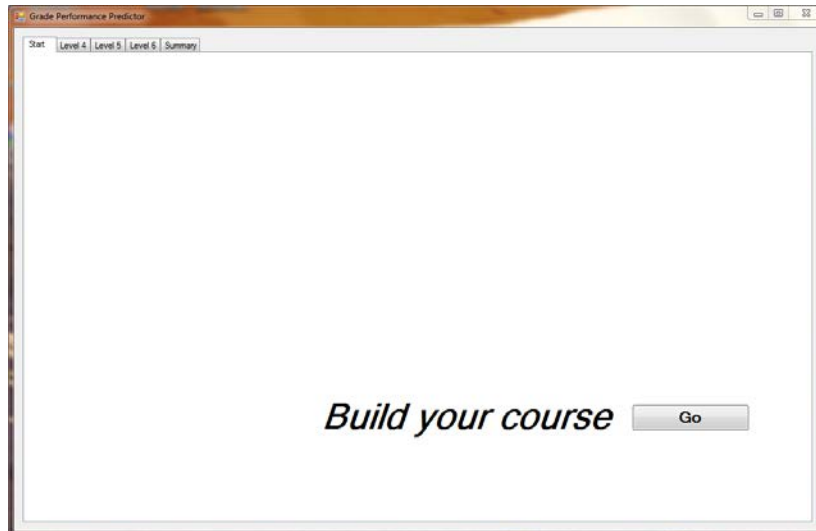 Grade Performance Predictor
Start Level 4 Level 5 Level 6 Summary
Build your course Go